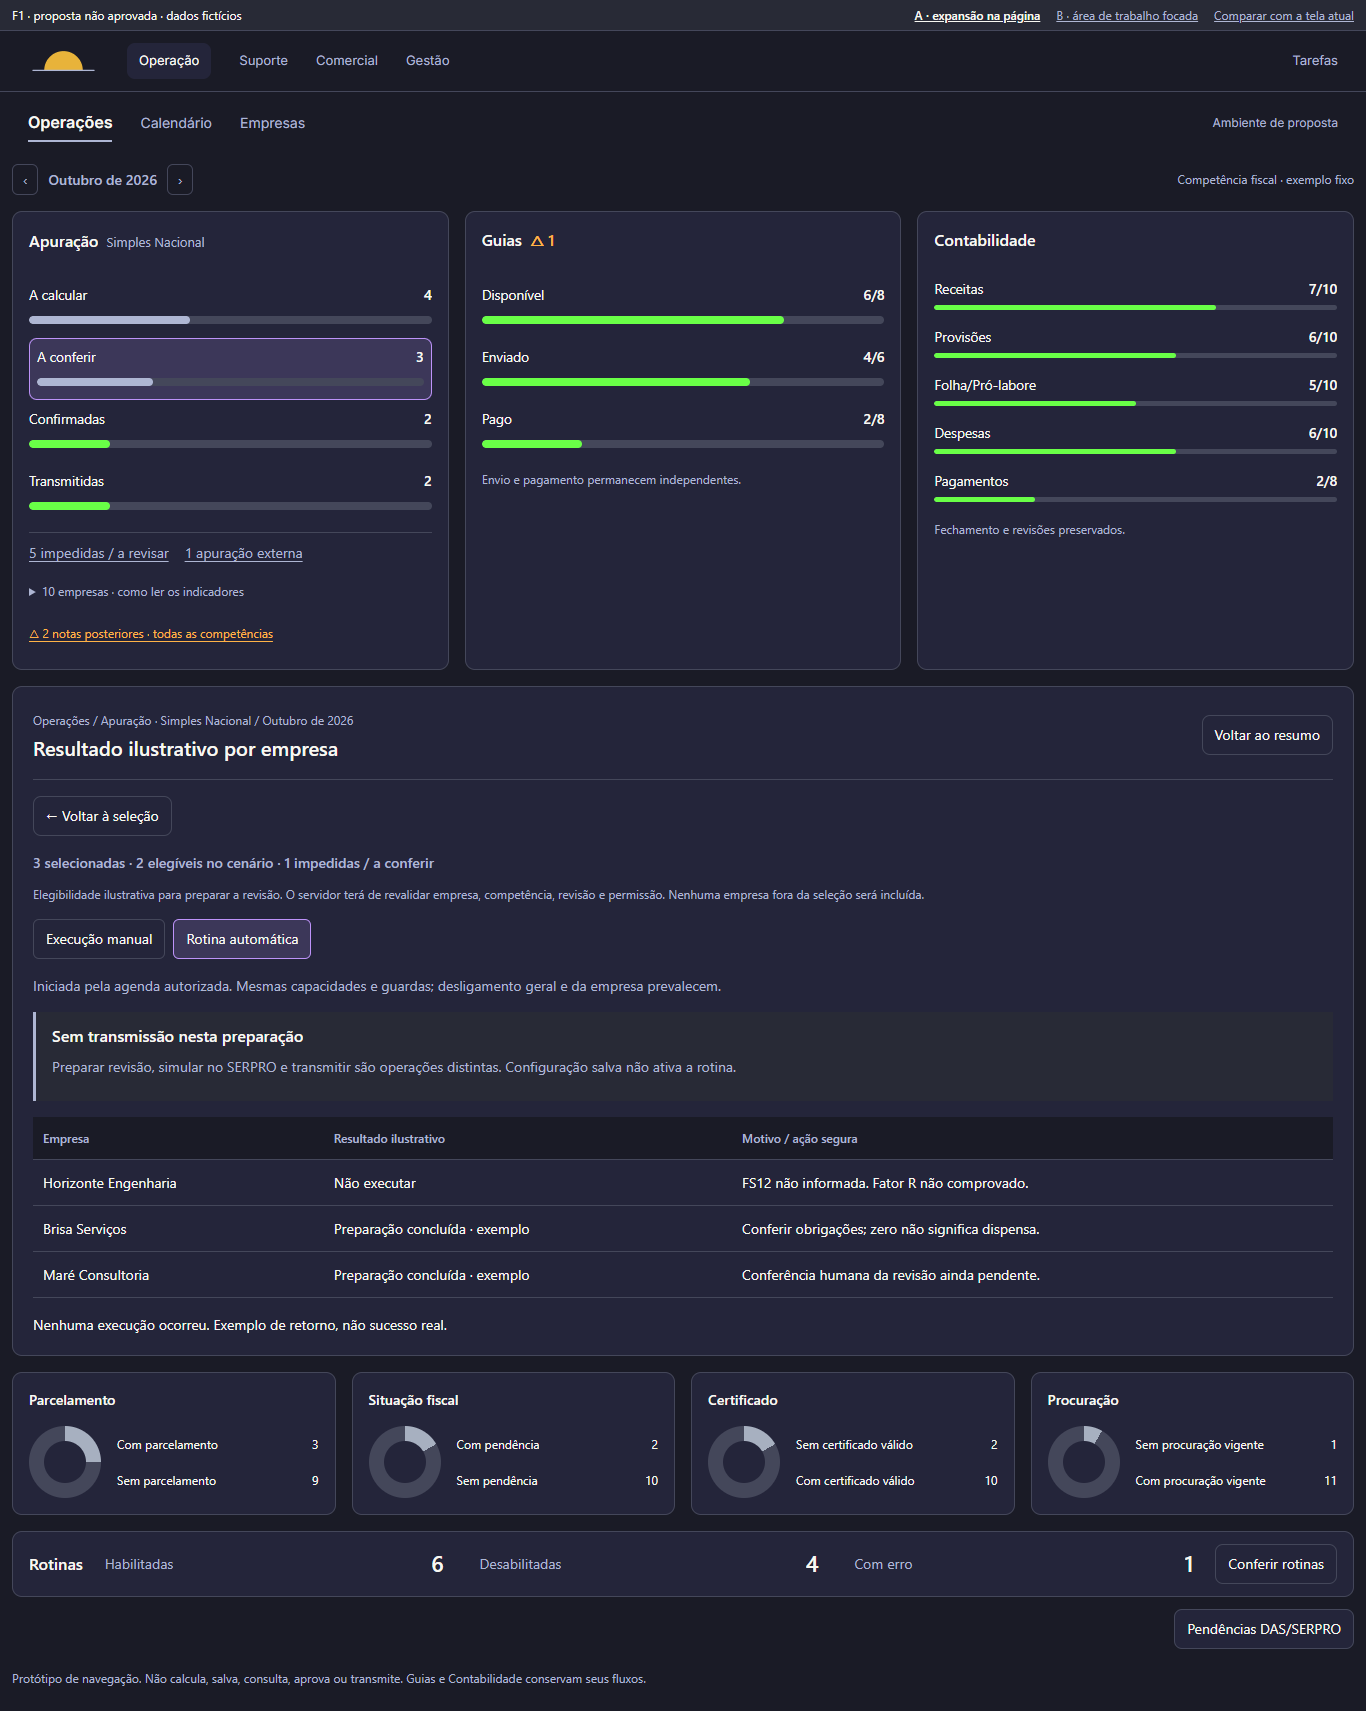 F1 · proposta não aprovada · dados fictícios
A · expansão na página
B · área de trabalho focada
Comparar com a tela atual
Operação
Suporte
Comercial
Gestão
Tarefas
Operações
Calendário
Empresas
Ambiente de proposta
‹
Outubro de 2026
›
Competência fiscal · exemplo fixo
Apuração Simples Nacional
A calcular 4
A conferir 3
Confirmadas 2
Transmitidas 2
5 impedidas / a revisar
1 apuração externa
▶ 10 empresas · como ler os indicadores
△ 2 notas posteriores · todas as competências
Guias △ 1
Disponível 6/8
Enviado 4/6
Pago 2/8
Envio e pagamento permanecem independentes.
Contabilidade
Receitas 7/10
Provisões 6/10
Folha/Pró-labore 5/10
Despesas 6/10
Pagamentos 2/8
Fechamento e revisões preservados.
Operações / Apuração · Simples Nacional / Outubro de 2026
Resultado ilustrativo por empresa
Voltar ao resumo
← Voltar à seleção
3 selecionadas · 2 elegíveis no cenário · 1 impedidas / a conferir
Elegibilidade ilustrativa para preparar a revisão. O servidor terá de revalidar empresa, competência, revisão e permissão. Nenhuma empresa fora da seleção será incluída.
Execução manual
Rotina automática
Iniciada pela agenda autorizada. Mesmas capacidades e guardas; desligamento geral e da empresa prevalecem.
Sem transmissão nesta preparação
Preparar revisão, simular no SERPRO e transmitir são operações distintas. Configuração salva não ativa a rotina.
Empresa Resultado ilustrativo Motivo / ação segura
Horizonte Engenharia Não executar FS12 não informada. Fator R não comprovado.
Brisa Serviços Preparação concluída · exemplo Conferir obrigações; zero não significa dispensa.
Maré Consultoria Preparação concluída · exemplo Conferência humana da revisão ainda pendente.
Nenhuma execução ocorreu. Exemplo de retorno, não sucesso real.
Parcelamento
Com parcelamento 3
Sem parcelamento 9
Situação fiscal
Com pendência 2
Sem pendência 10
Certificado
Sem certificado válido 2
Com certificado válido 10
Procuração
Sem procuração vigente 1
Com procuração vigente 11
Rotinas Habilitadas 6 Desabilitadas 4 Com erro 1 Conferir rotinas
Pendências DAS/SERPRO
Protótipo de navegação. Não calcula, salva, consulta, aprova ou transmite. Guias e Contabilidade conservam seus fluxos.